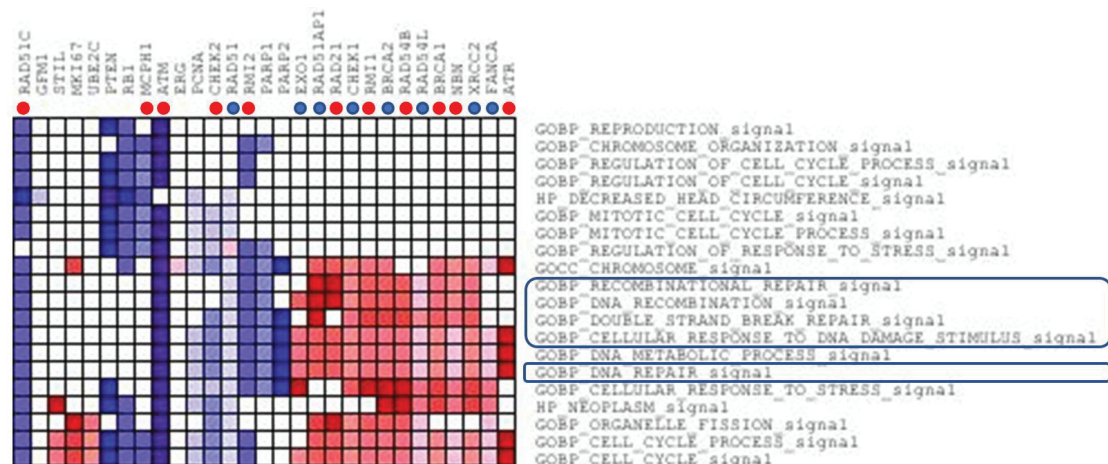 RAD51C
GFM1
STIL
MKI67
UBE2C
PTEN
RB1
MCPH1
ATM
ERG
PCNA
CHEK2
RAD51
RMI2
PARP1
PARP2
EXO1
RAD51AP1
RAD21
CHEK1
RMI1
BRCA2
RAD54B
RAD54L
BRCA1
NBN
XRCC2
FANCA
ATR
GOBP_REPRODUCTION_signal
GOBP_CHROMOSOME_ORGANIZATION_signal
GOBP_REGULATION_OF_CELL_CYCLE_PROCESS_signal
GOBP_REGULATION_OF_CELL_CYCLE_signal
HP_DECREASED_HEAD_CIRCUMFERENCE_signal
GOBP_MITOTIC_CELL_CYCLE_signal
GOBP_MITOTIC_CELL_CYCLE_PROCESS_signal
GOBP_REGULATION_OF_RESPONSE_TO_STRESS_signal
GOCC_CHROMOSOME_signal
GOBP_RECOMBINATIONAL_REPAIR_signal
GOBP_DNA_RECOMBINATION_signal
GOBP_DOUBLE_STRAND_BREAK_REPAIR_signal
GOBP_CELLULAR_RESPONSE_TO_DNA_DAMAGE_STIMULUS_signal
GOBP_DNA_METABOLIC_PROCESS_signal
GOBP_DNA_REPAIR_signal
GOBP_CELLULAR_RESPONSE_TO_STRESS_signal
HP_NEOPLASM_signal
GOBP_ORGANELLE_FISSION_signal
GOBP_CELL_CYCLE_PROCESS_signal
GOBP_CELL_CYCLE_signal